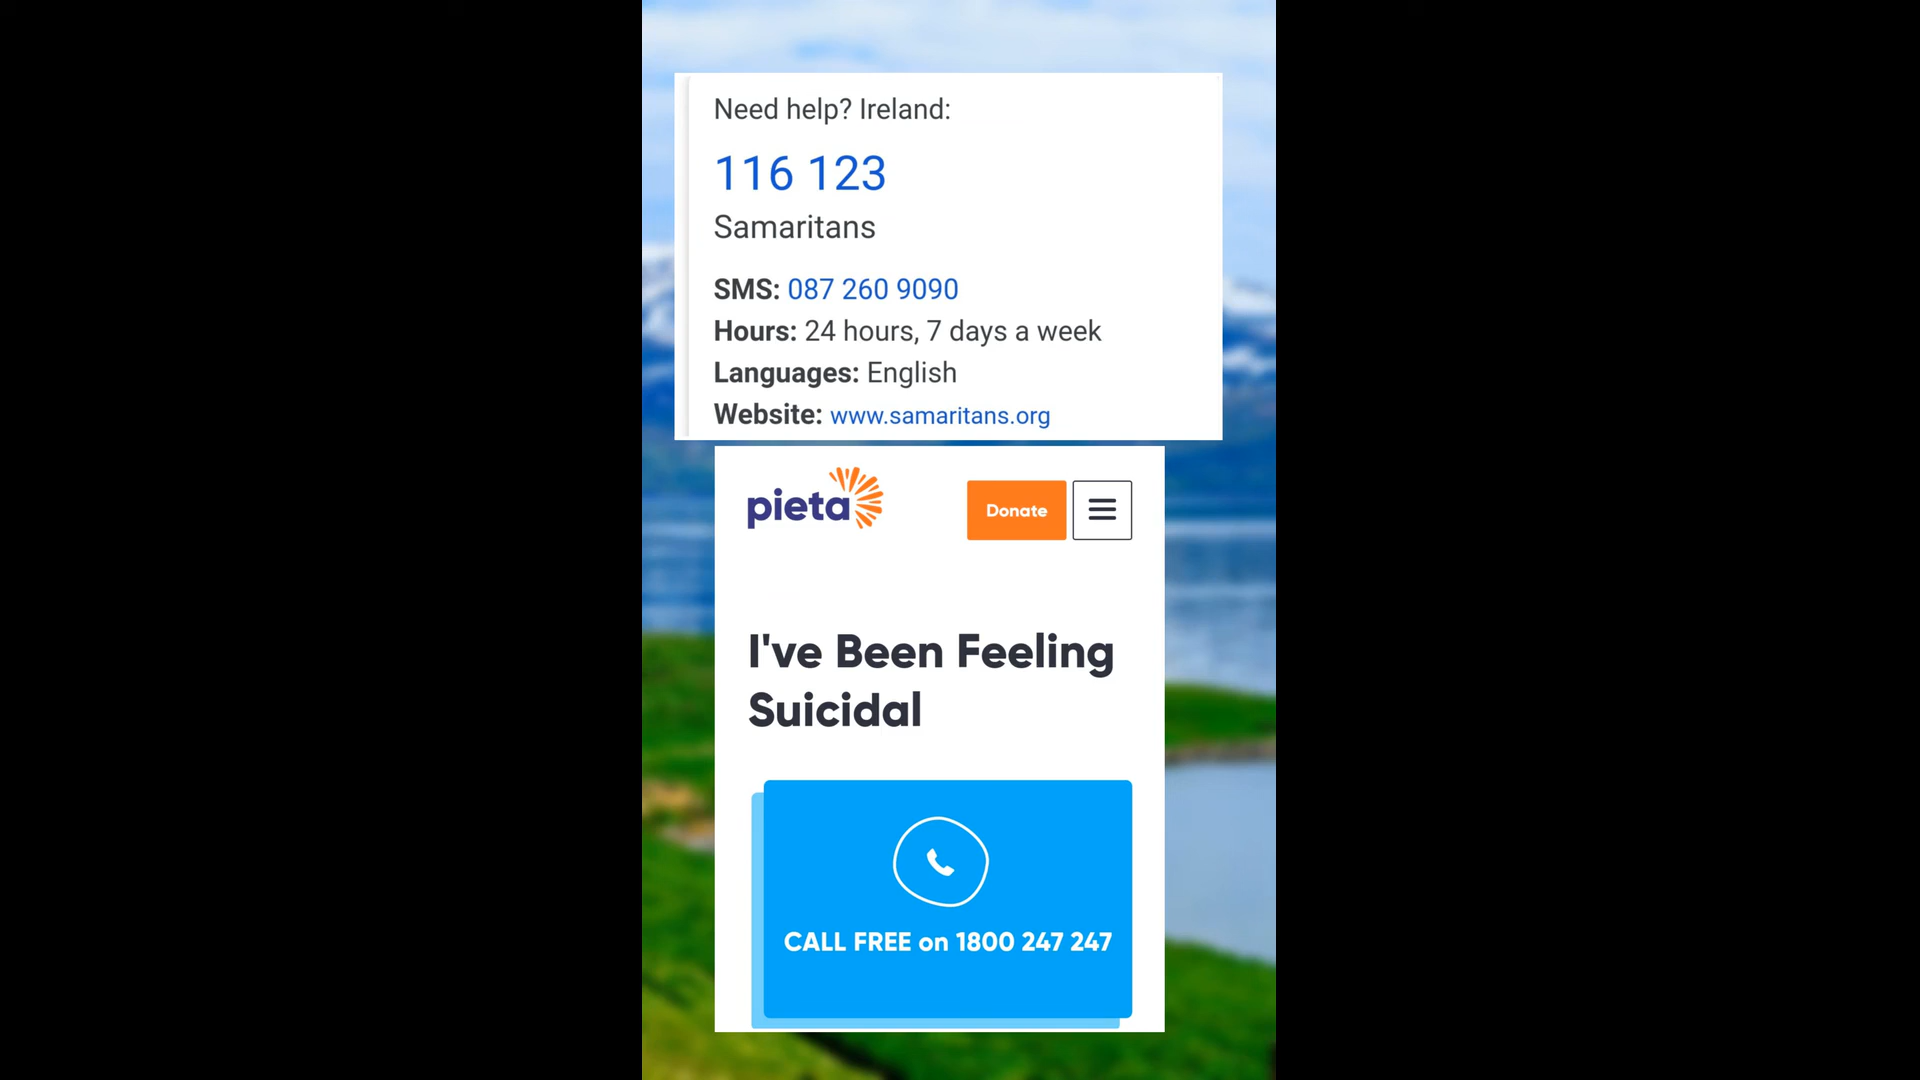 Need help? Ireland:
116 123
Samaritans
SMS: 087 260 9090
Hours: 24 hours, 7 days a week
Languages: English
Website: www.samaritans.org
pieta
Donate
I've Been Feeling
Suicidal
CALL FREE on 1800 247 247